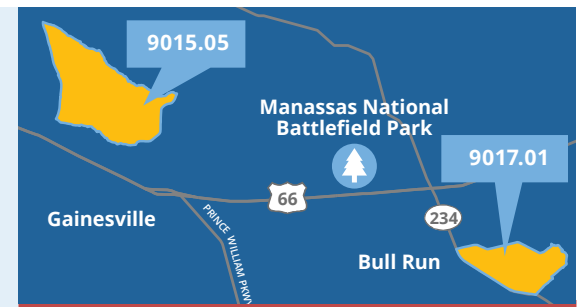 9015.05
Manassas National
Battlefield Park
9017.01
66
Gainesville
PRINCE WILLIAM PKWY
234
Bull Run